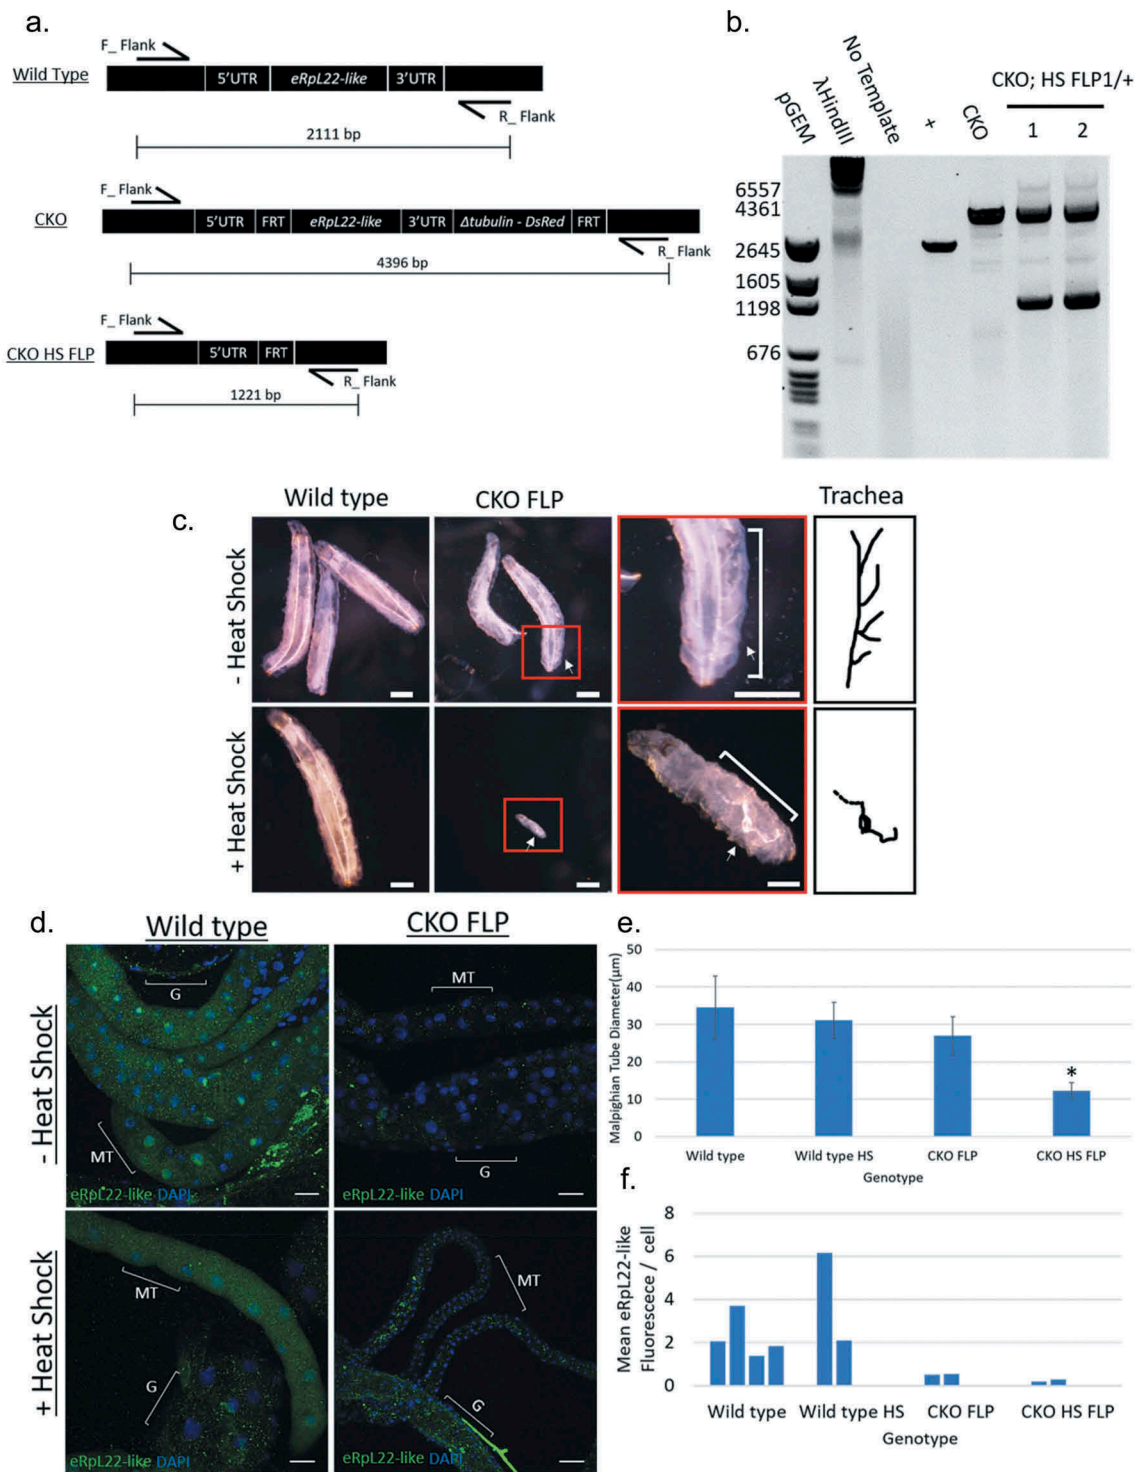 a.
F_ Flank
Wild Type
5'UTR eRpL22-like 3'UTR
R_ Flank
2111 bp
F_ Flank
CKO
5'UTR FRT eRpL22-like 3'UTR Δtubulin - DsRed FRT
R_ Flank
4396 bp
F_ Flank
CKO HS FLP
5'UTR FRT
R_ Flank
1221 bp
b.
pGEM
λHindIII
No Template
+
CKO
CKO; HS FLP1/+
1 2
6557
4361
2645
1605
1198
676
c.
Wild type CKO FLP Trachea
- Heat Shock
+ Heat Shock
d.
Wild type CKO FLP
- Heat Shock
G
MT
eRpL22-like DAPI
MT
G
eRpL22-like DAPI
+ Heat Shock
MT
G
eRpL22-like DAPI
MT
G
eRpL22-like DAPI
e.
Malpighian Tube Diameter(µm)
50
40
30
20
10
0
*
Wild type Wild type HS CKO FLP CKO HS FLP
Genotype
f.
Mean eRpL22-like
Fluorescece / cell
8
6
4
2
0
Wild type Wild type HS CKO FLP CKO HS FLP
Genotype